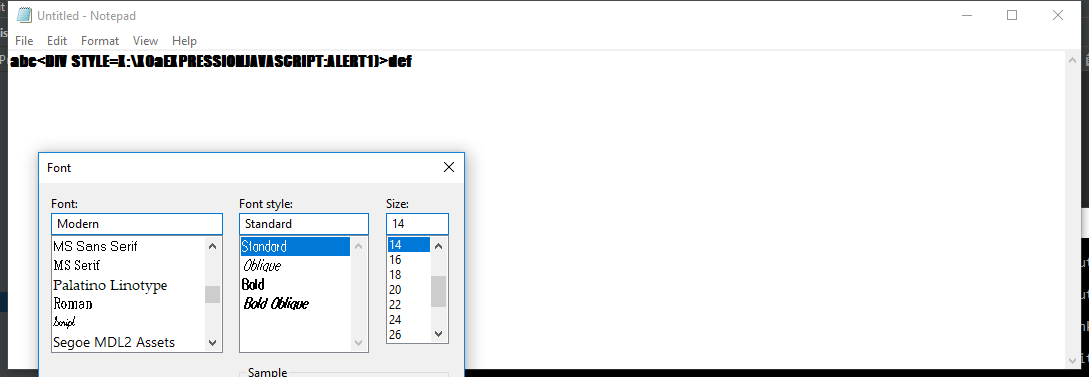 Untitled - Notepad
File Edit Format View Help
abc<DIV STYLE=X:\X0aEXPRESSIONJAVASCRIPT:ALERT1)>def
Font
Font: Font style: Size:
Modern Standard 14
MS Sans Serif Standard 14
MS Serif Oblique 16
Palatino Linotype Bold 18
Roman Bold Oblique 20
Script 22
Segoe MDL2 Assets 24
26
Sample